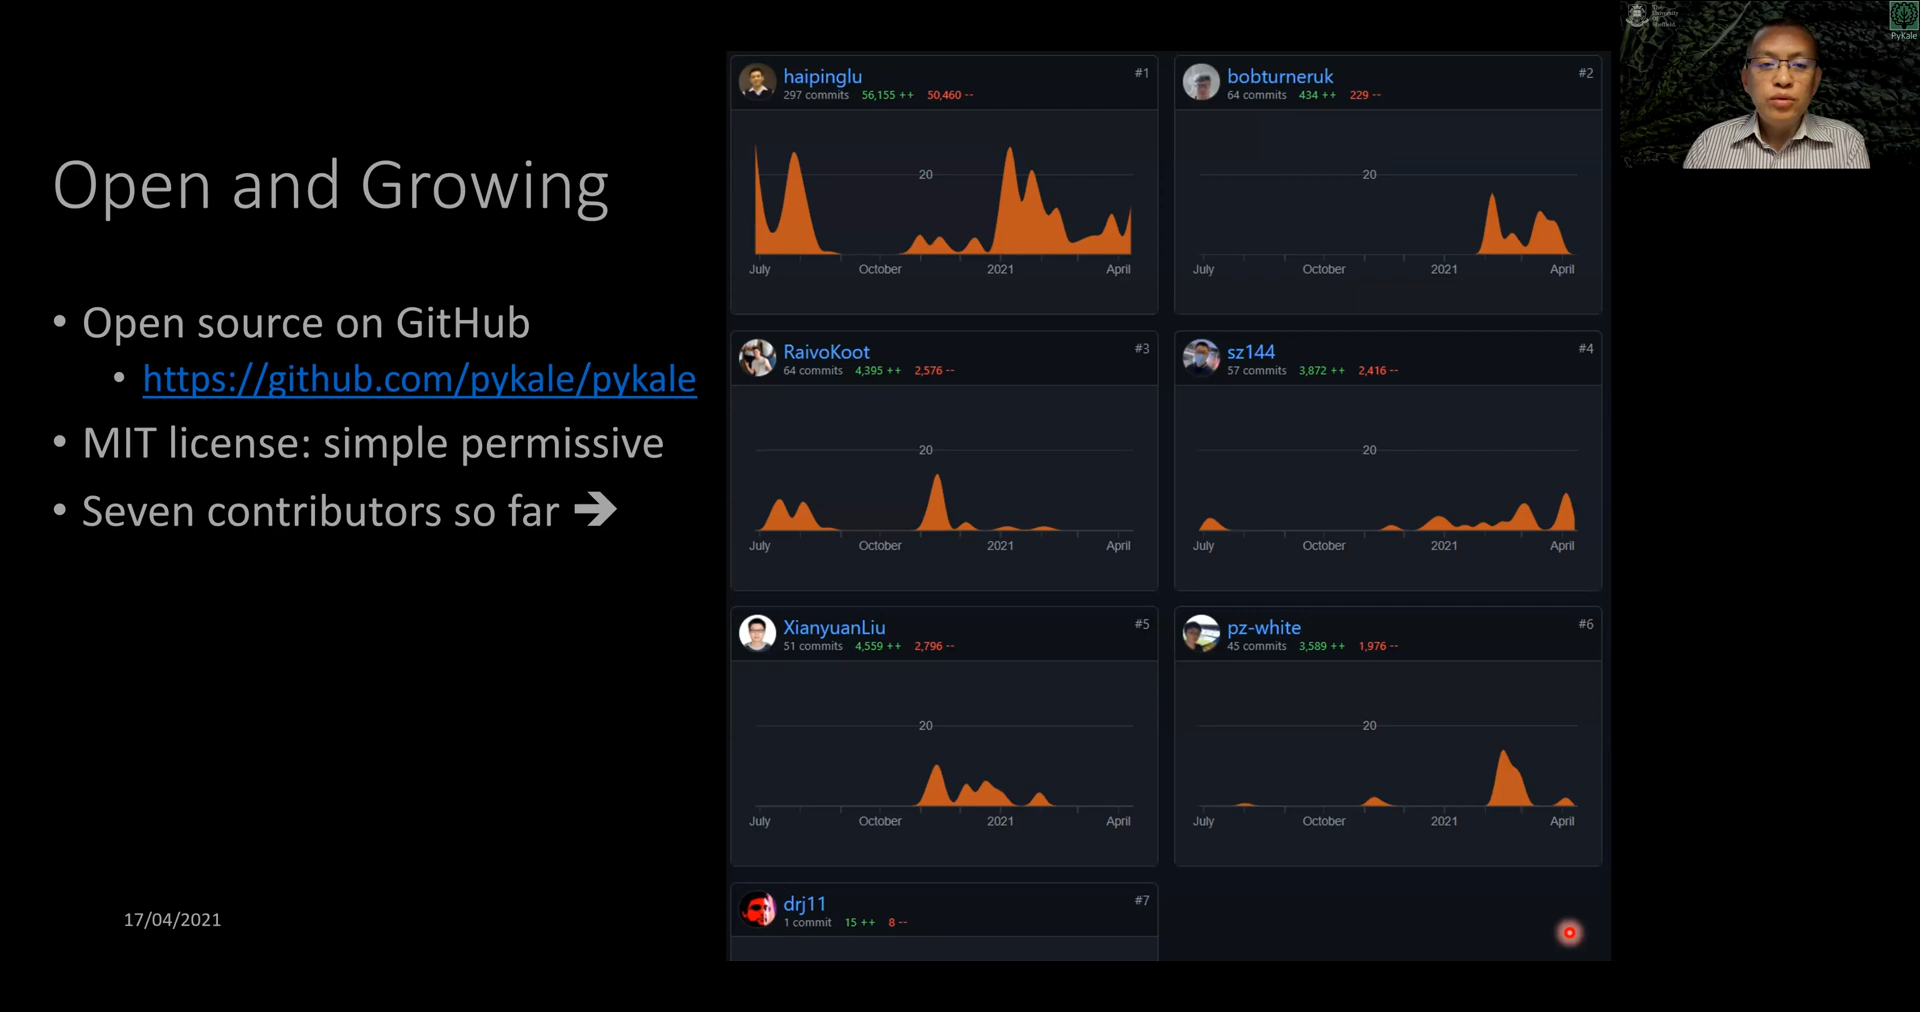 Open and Growing
• Open source on GitHub
• https://github.com/pykale/pykale
• MIT license: simple permissive
• Seven contributors so far ➔
17/04/2021
haipinglu #1
297 commits 56,155 ++ 50,460 --
20
July October 2021 April
bobturneruk #2
64 commits 434 ++ 229 --
20
July October 2021 April
RaivoKoot #3
64 commits 4,395 ++ 2,576 --
20
July October 2021 April
sz144 #4
57 commits 3,872 ++ 2,416 --
20
July October 2021 April
XianyuanLiu #5
51 commits 4,559 ++ 2,796 --
20
July October 2021 April
pz-white #6
45 commits 3,589 ++ 1,976 --
20
July October 2021 April
drj11 #7
1 commit 15 ++ 8 --
The
University
Of
Sheffield.
PyKale